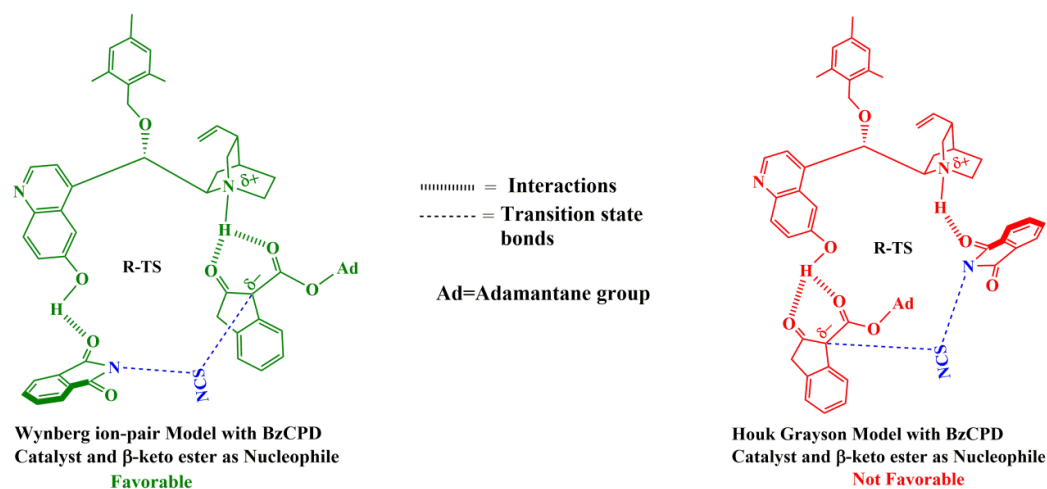 O
N
N
δ+
H
O
R-TS
O
H
O
N
O
NCS
O
O
δ−
O
Ad
Wynberg ion-pair Model with BzCPD
Catalyst and β-keto ester as Nucleophile
Favorable
= Interactions
= Transition state
bonds
Ad=Adamantane group
O
N
N
δ+
H
O
R-TS
O
N
O
H
O
O
δ−
O
Ad
NCS
Houk Grayson Model with BzCPD
Catalyst and β-keto ester as Nucleophile
Not Favorable